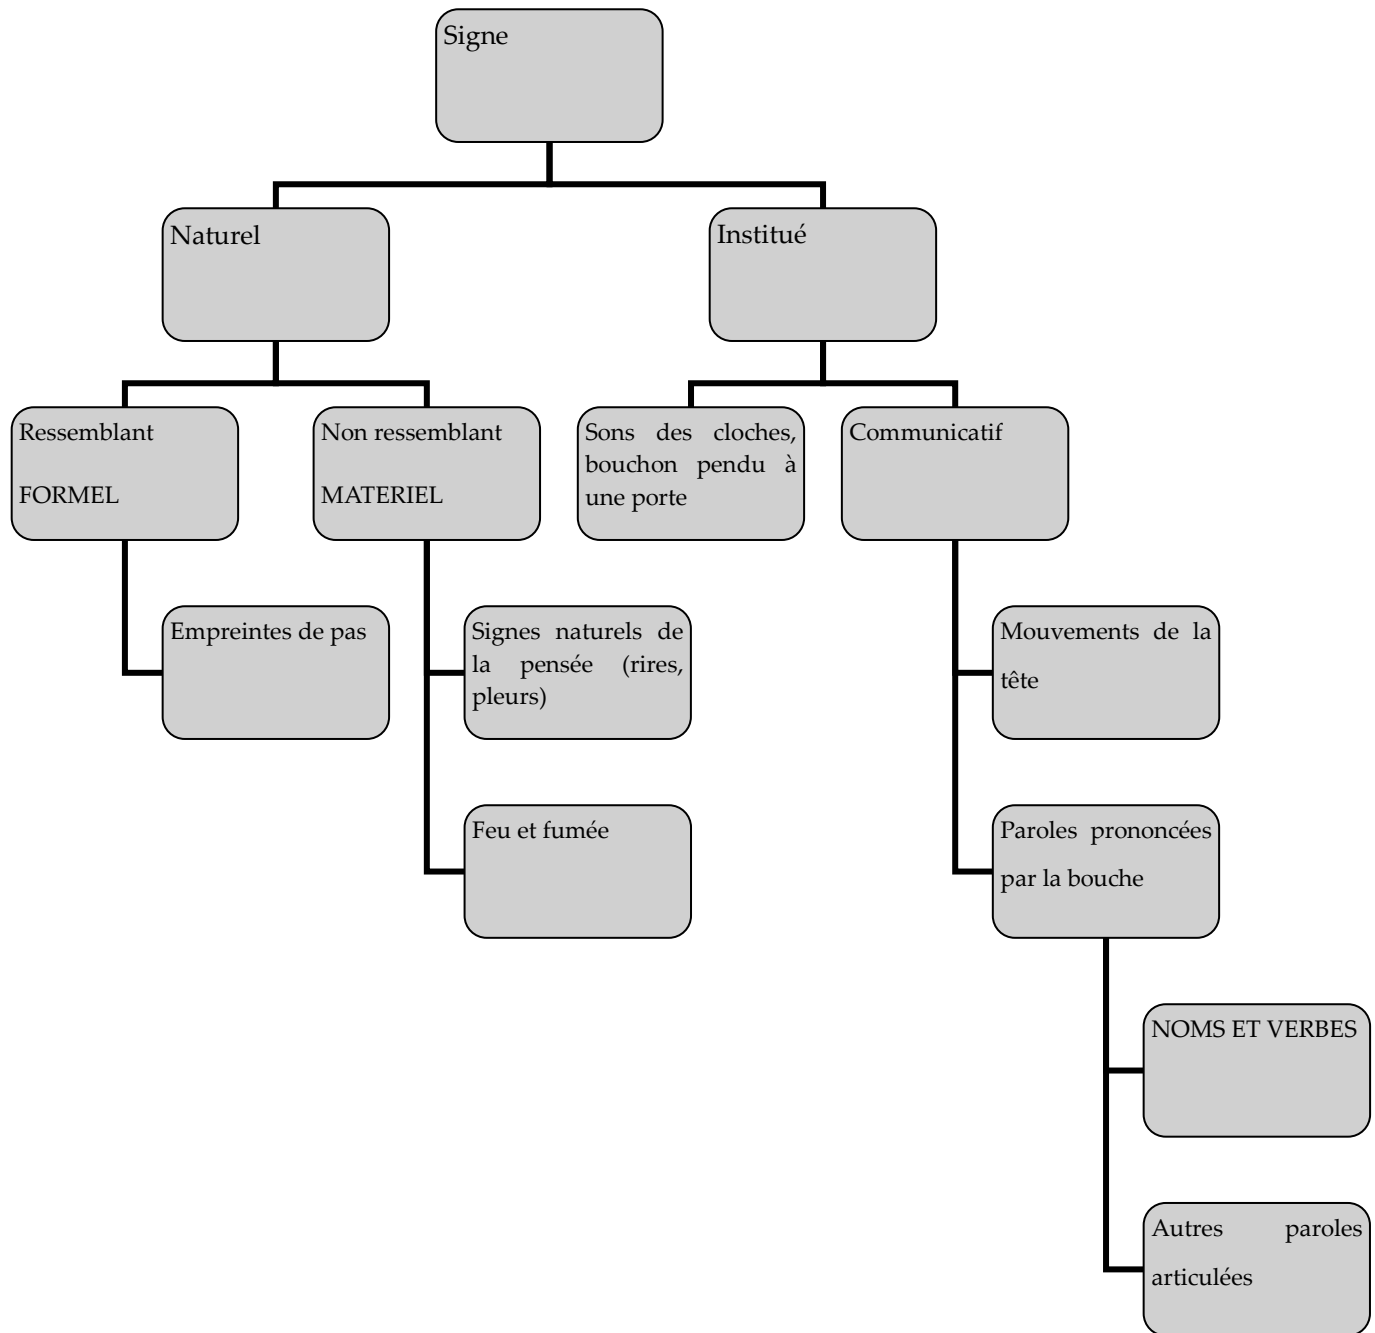 Signe
Naturel
Institué
Ressemblant
FORMEL
Non ressemblant
MATERIEL
Sons des cloches,
bouchon pendu à
une porte
Communicatif
Empreintes de pas
Signes naturels de
la pensée (rires,
pleurs)
Mouvements de la
tête
Feu et fumée
Paroles prononcées
par la bouche
NOMS ET VERBES
Autres paroles
articulées